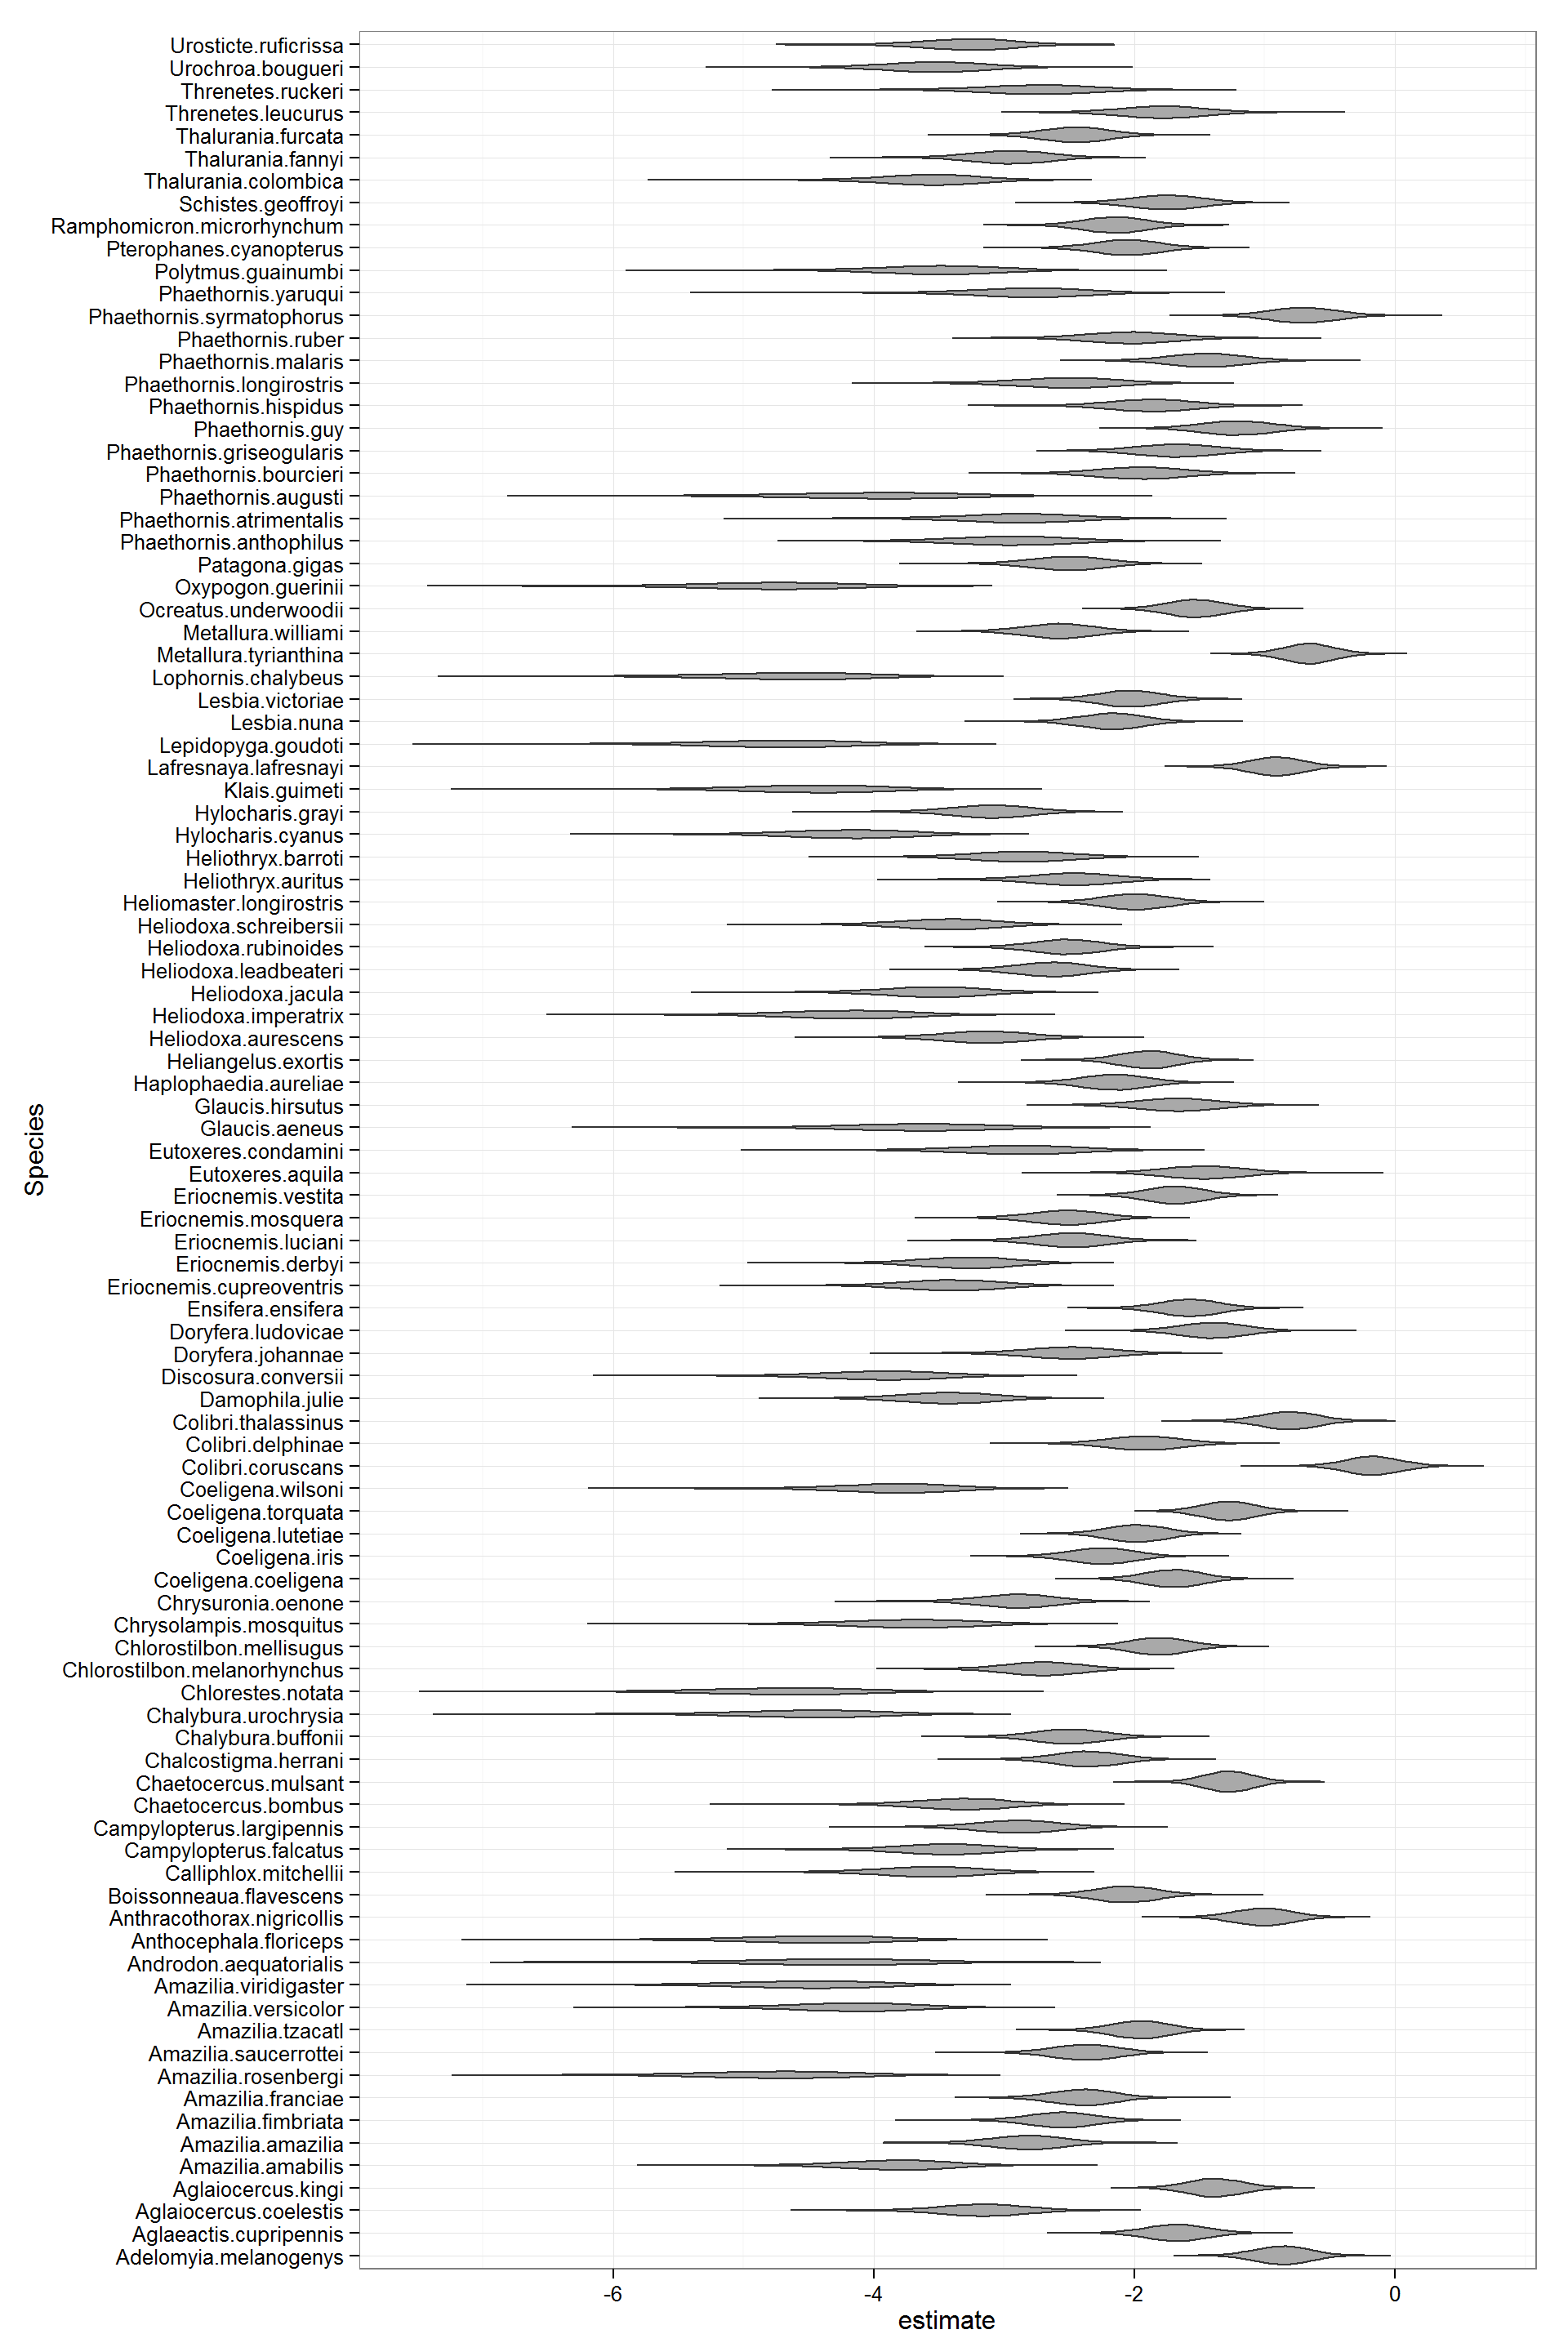 Urosticte.ruficrissa
Urochroa.bougueri
Threnetes.ruckeri
Threnetes.leucurus
Thalurania.furcata
Thalurania.fannyi
Thalurania.colombica
Schistes.geoffroyi
Ramphomicron.microrhynchum
Pterophanes.cyanopterus
Polytmus.guainumbi
Phaethornis.yaruqui
Phaethornis.syrmatophorus
Phaethornis.ruber
Phaethornis.malaris
Phaethornis.longirostris
Phaethornis.hispidus
Phaethornis.guy
Phaethornis.griseogularis
Phaethornis.bourcieri
Phaethornis.augusti
Phaethornis.atrimentalis
Phaethornis.anthophilus
Patagona.gigas
Oxypogon.guerinii
Ocreatus.underwoodii
Metallura.williami
Metallura.tyrianthina
Lophornis.chalybeus
Lesbia.victoriae
Lesbia.nuna
Lepidopyga.goudoti
Lafresnaya.lafresnayi
Klais.guimeti
Hylocharis.grayi
Hylocharis.cyanus
Heliothryx.barroti
Heliothryx.auritus
Heliomaster.longirostris
Heliodoxa.schreibersii
Heliodoxa.rubinoides
Heliodoxa.leadbeateri
Heliodoxa.jacula
Heliodoxa.imperatrix
Heliodoxa.aurescens
Heliangelus.exortis
Haplophaedia.aureliae
Glaucis.hirsutus
Glaucis.aeneus
Eutoxeres.condamini
Eutoxeres.aquila
Eriocnemis.vestita
Eriocnemis.mosquera
Eriocnemis.luciani
Eriocnemis.derbyi
Eriocnemis.cupreoventris
Ensifera.ensifera
Doryfera.ludovicae
Doryfera.johannae
Discosura.conversii
Damophila.julie
Colibri.thalassinus
Colibri.delphinae
Colibri.coruscans
Coeligena.wilsoni
Coeligena.torquata
Coeligena.lutetiae
Coeligena.iris
Coeligena.coeligena
Chrysuronia.oenone
Chrysolampis.mosquitus
Chlorostilbon.mellisugus
Chlorostilbon.melanorhynchus
Chlorestes.notata
Chalybura.urochrysia
Chalybura.buffonii
Chalcostigma.herrani
Chaetocercus.mulsant
Chaetocercus.bombus
Campylopterus.largipennis
Campylopterus.falcatus
Calliphlox.mitchellii
Boissonneaua.flavescens
Anthracothorax.nigricollis
Anthocephala.floriceps
Androdon.aequatorialis
Amazilia.viridigaster
Amazilia.versicolor
Amazilia.tzacatl
Amazilia.saucerrottei
Amazilia.rosenbergi
Amazilia.franciae
Amazilia.fimbriata
Amazilia.amazilia
Amazilia.amabilis
Aglaiocercus.kingi
Aglaiocercus.coelestis
Aglaeactis.cupripennis
Adelomyia.melanogenys
Species
-6 -4 -2 0
estimate